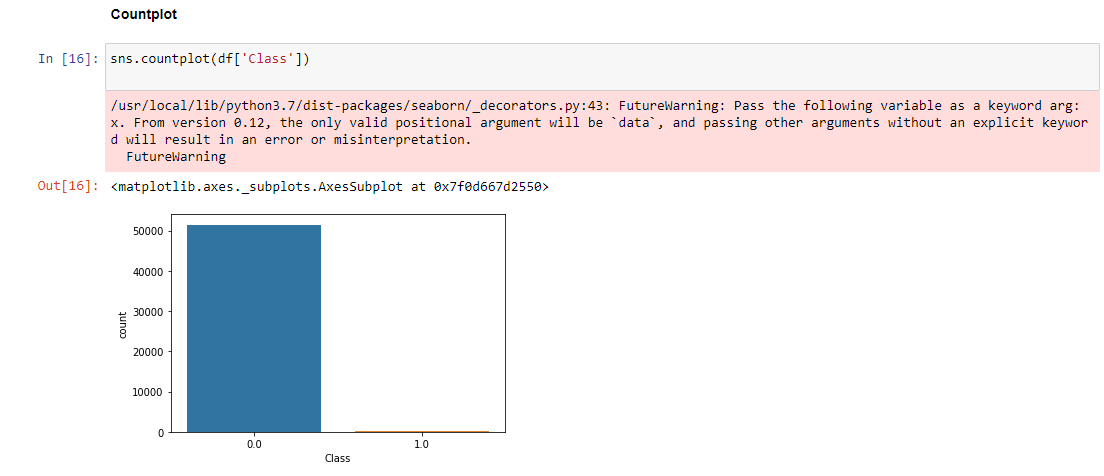 Countplot
In [16]: sns.countplot(df['Class'])
/usr/local/lib/python3.7/dist-packages/seaborn/_decorators.py:43: FutureWarning: Pass the following variable as a keyword arg:
x. From version 0.12, the only valid positional argument will be `data`, and passing other arguments without an explicit keywor
d will result in an error or misinterpretation.
  FutureWarning
Out[16]: <matplotlib.axes._subplots.AxesSubplot at 0x7f0d667d2550>
50000
40000
30000
20000
10000
0
count
0.0 1.0
Class